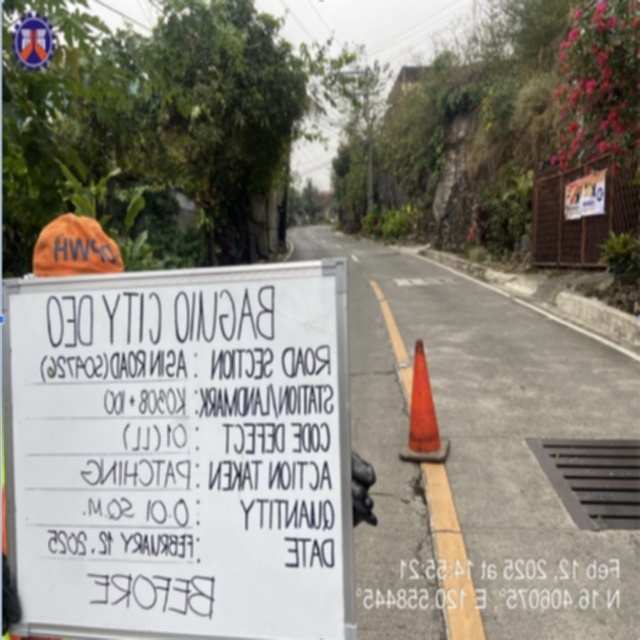 DPWH
BAGUIO CITY DEO
ROAD SECTION : ASIN ROAD (S04726)
STATION/LANDMARK: K0308 + 100
CODE DEFECT : 01 (LL)
ACTION TAKEN : PATCHING
QUANTITY : 0.01 SQ.M.
DATE : FEBRUARY 12, 2025
BEFORE
Feb 12, 2025 at 14:55:21
N 16.406075°, E 120.558445°